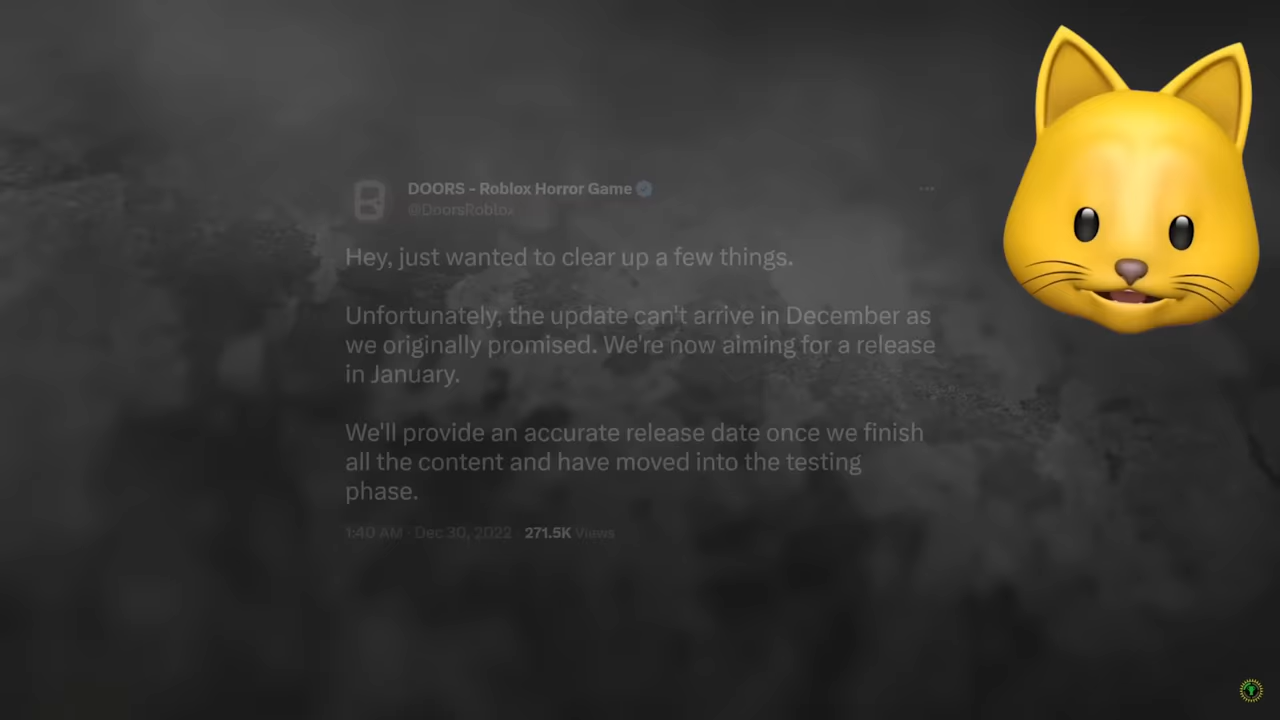 DOORS - Roblox Horror Game
@DoorsRoblox
Hey, just wanted to clear up a few things.
Unfortunately, the update can't arrive in December as
we originally promised. We're now aiming for a release
in January.
We'll provide an accurate release date once we finish
all the content and have moved into the testing
phase.
1:40 AM · Dec 30, 2022 · 271.5K Views